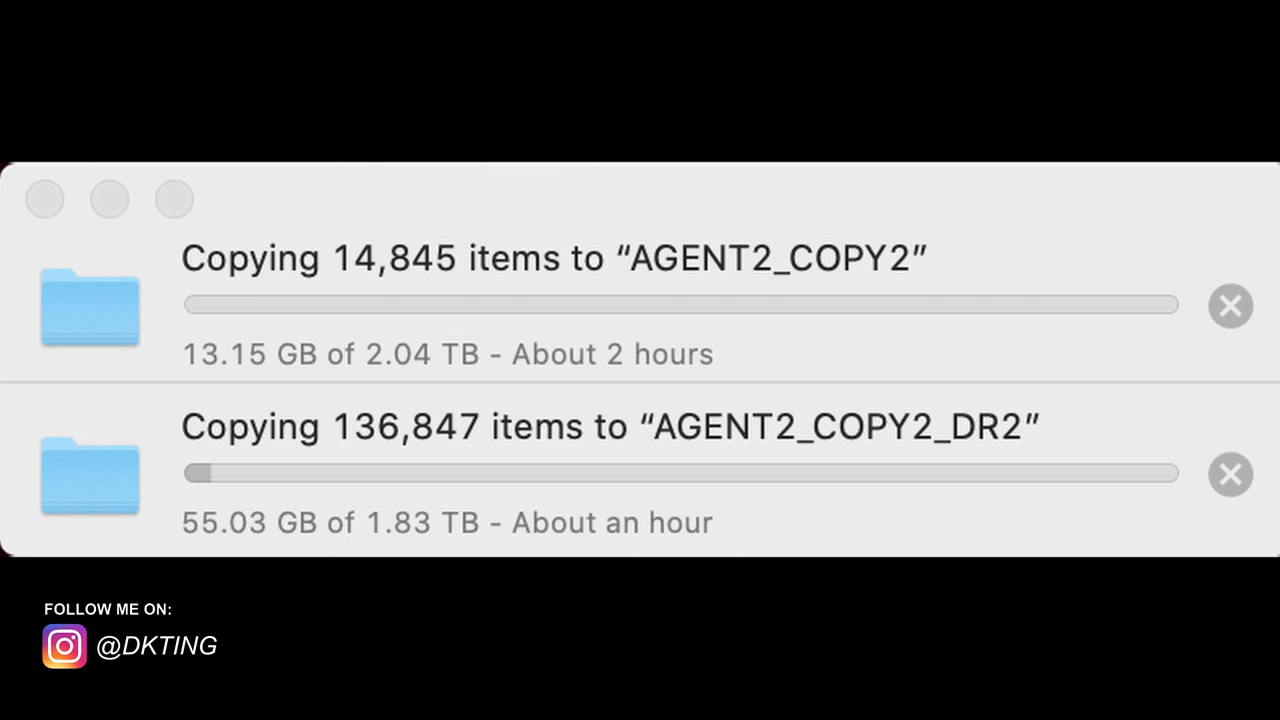 Copying 14,845 items to “AGENT2_COPY2”
13.15 GB of 2.04 TB - About 2 hours
Copying 136,847 items to “AGENT2_COPY2_DR2”
55.03 GB of 1.83 TB - About an hour
FOLLOW ME ON:
@DKTING